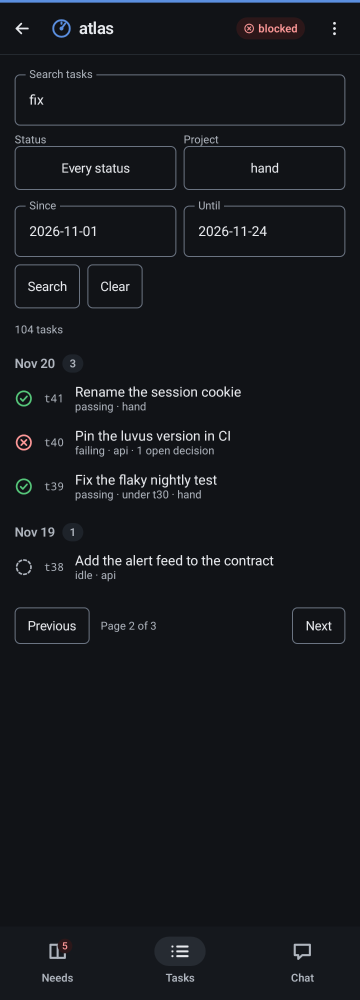 atlas
blocked
Search tasks
fix
Status
Project
Every status
hand
Since
Until
2026-11-01
2026-11-24
Search
Clear
104 tasks
Nov 20 3
t41 Rename the session cookie
passing · hand
t40 Pin the luvus version in CI
failing · api · 1 open decision
t39 Fix the flaky nightly test
passing · under t30 · hand
Nov 19 1
t38 Add the alert feed to the contract
idle · api
Previous
Page 2 of 3
Next
5
Needs
Tasks
Chat